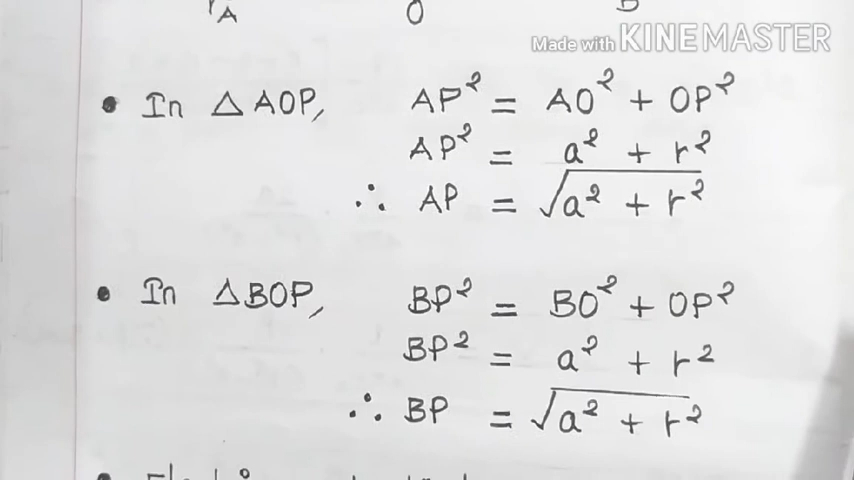 A O B
Made with KINEMASTER
• In △AOP, AP² = AO² + OP²
AP² = a² + r²
∴ AP = √a² + r²
• In △BOP, BP² = BO² + OP²
BP² = a² + r²
∴ BP = √a² + r²